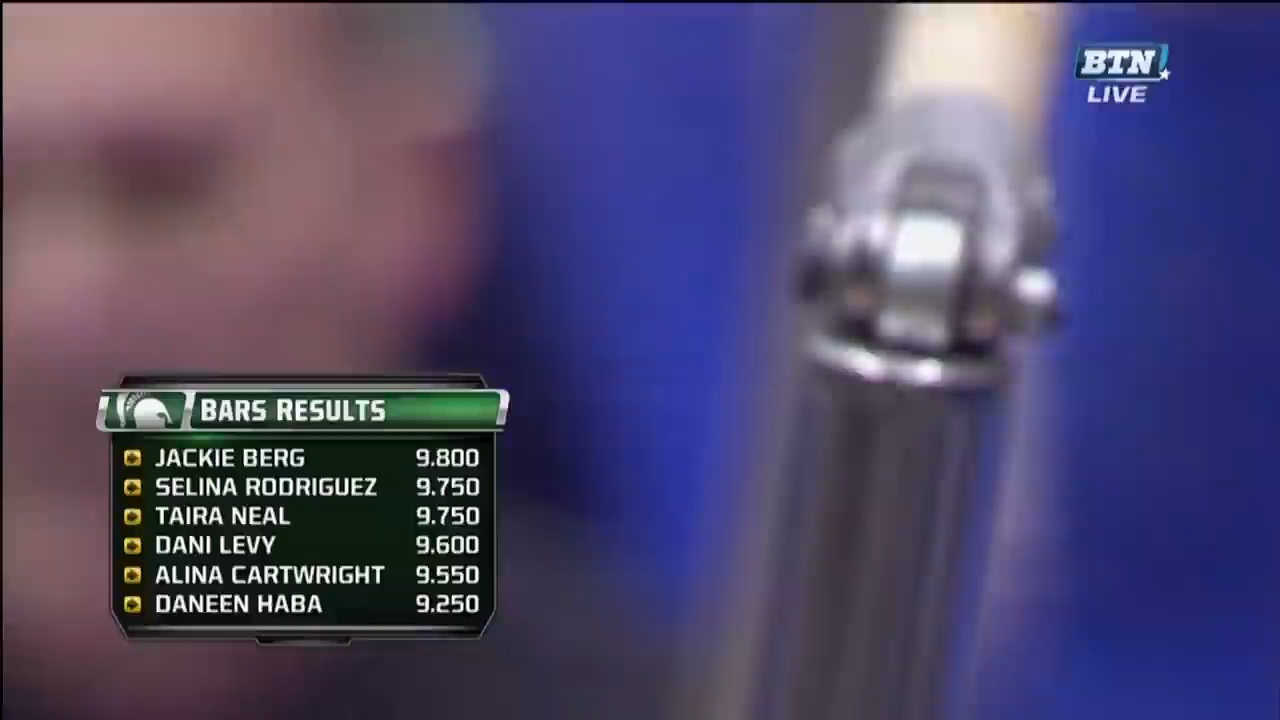 BTN
LIVE
BARS RESULTS
JACKIE BERG 9.800
SELINA RODRIGUEZ 9.750
TAIRA NEAL 9.750
DANI LEVY 9.600
ALINA CARTWRIGHT 9.550
DANEEN HABA 9.250